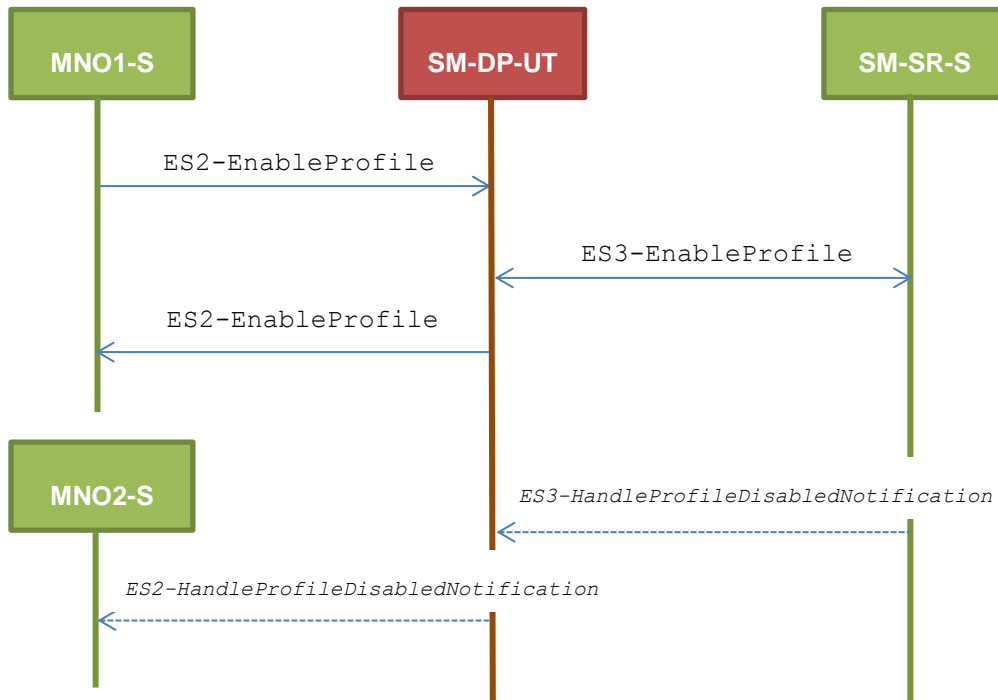 MNO1-S
SM-DP-UT
SM-SR-S
ES2-EnableProfile
ES3-EnableProfile
ES2-EnableProfile
MNO2-S
ES3-HandleProfileDisabledNotification
ES2-HandleProfileDisabledNotification